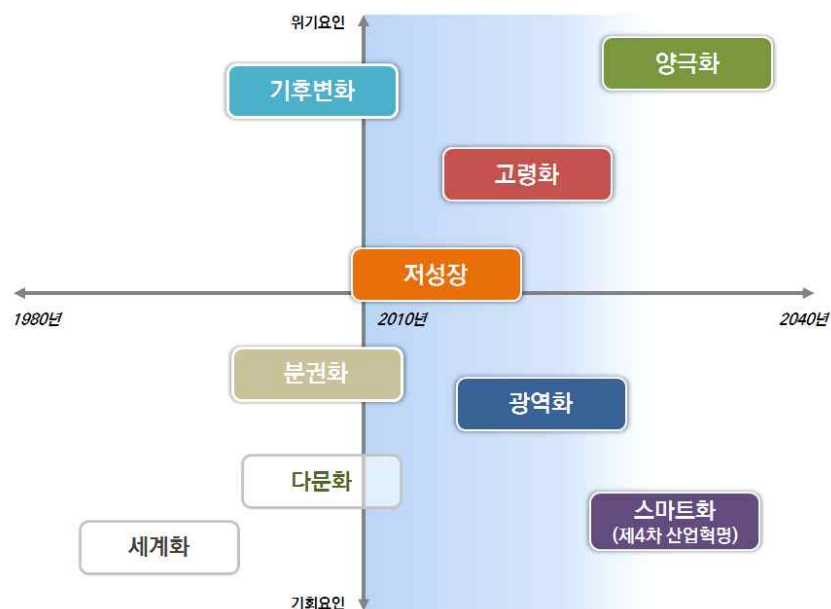 위기요인
양극화
기후변화
고령화
저성장
1980년
2010년
2040년
분권화
광역화
다문화
스마트화
(제4차 산업혁명)
세계화
기회요인